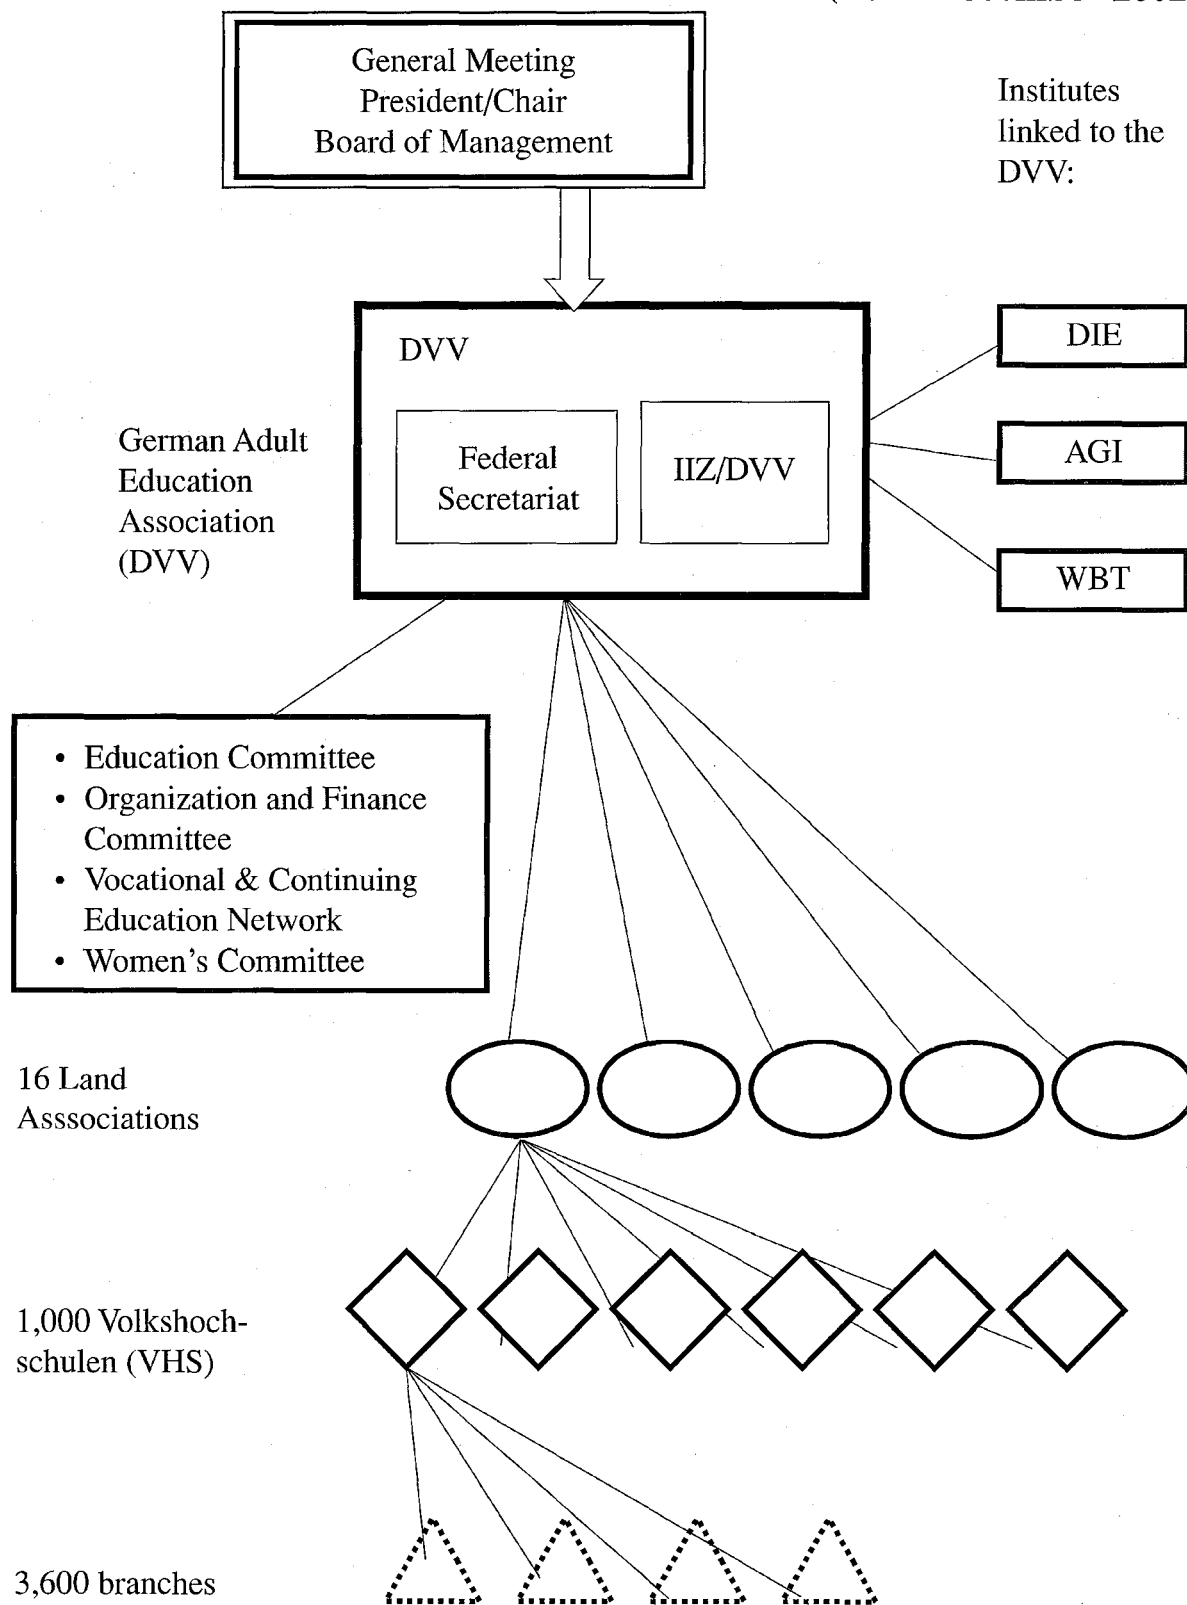 General Meeting
President/Chair
Board of Management
Institutes
linked to the
DVV:
DVV
Federal
Secretariat
IIZ/DVV
DIE
AGI
WBT
German Adult
Education
Association
(DVV)
• Education Committee
• Organization and Finance
Committee
• Vocational & Continuing
Education Network
• Women's Committee
16 Land
Asssociations
1,000 Volkshoch-
schulen (VHS)
3,600 branches